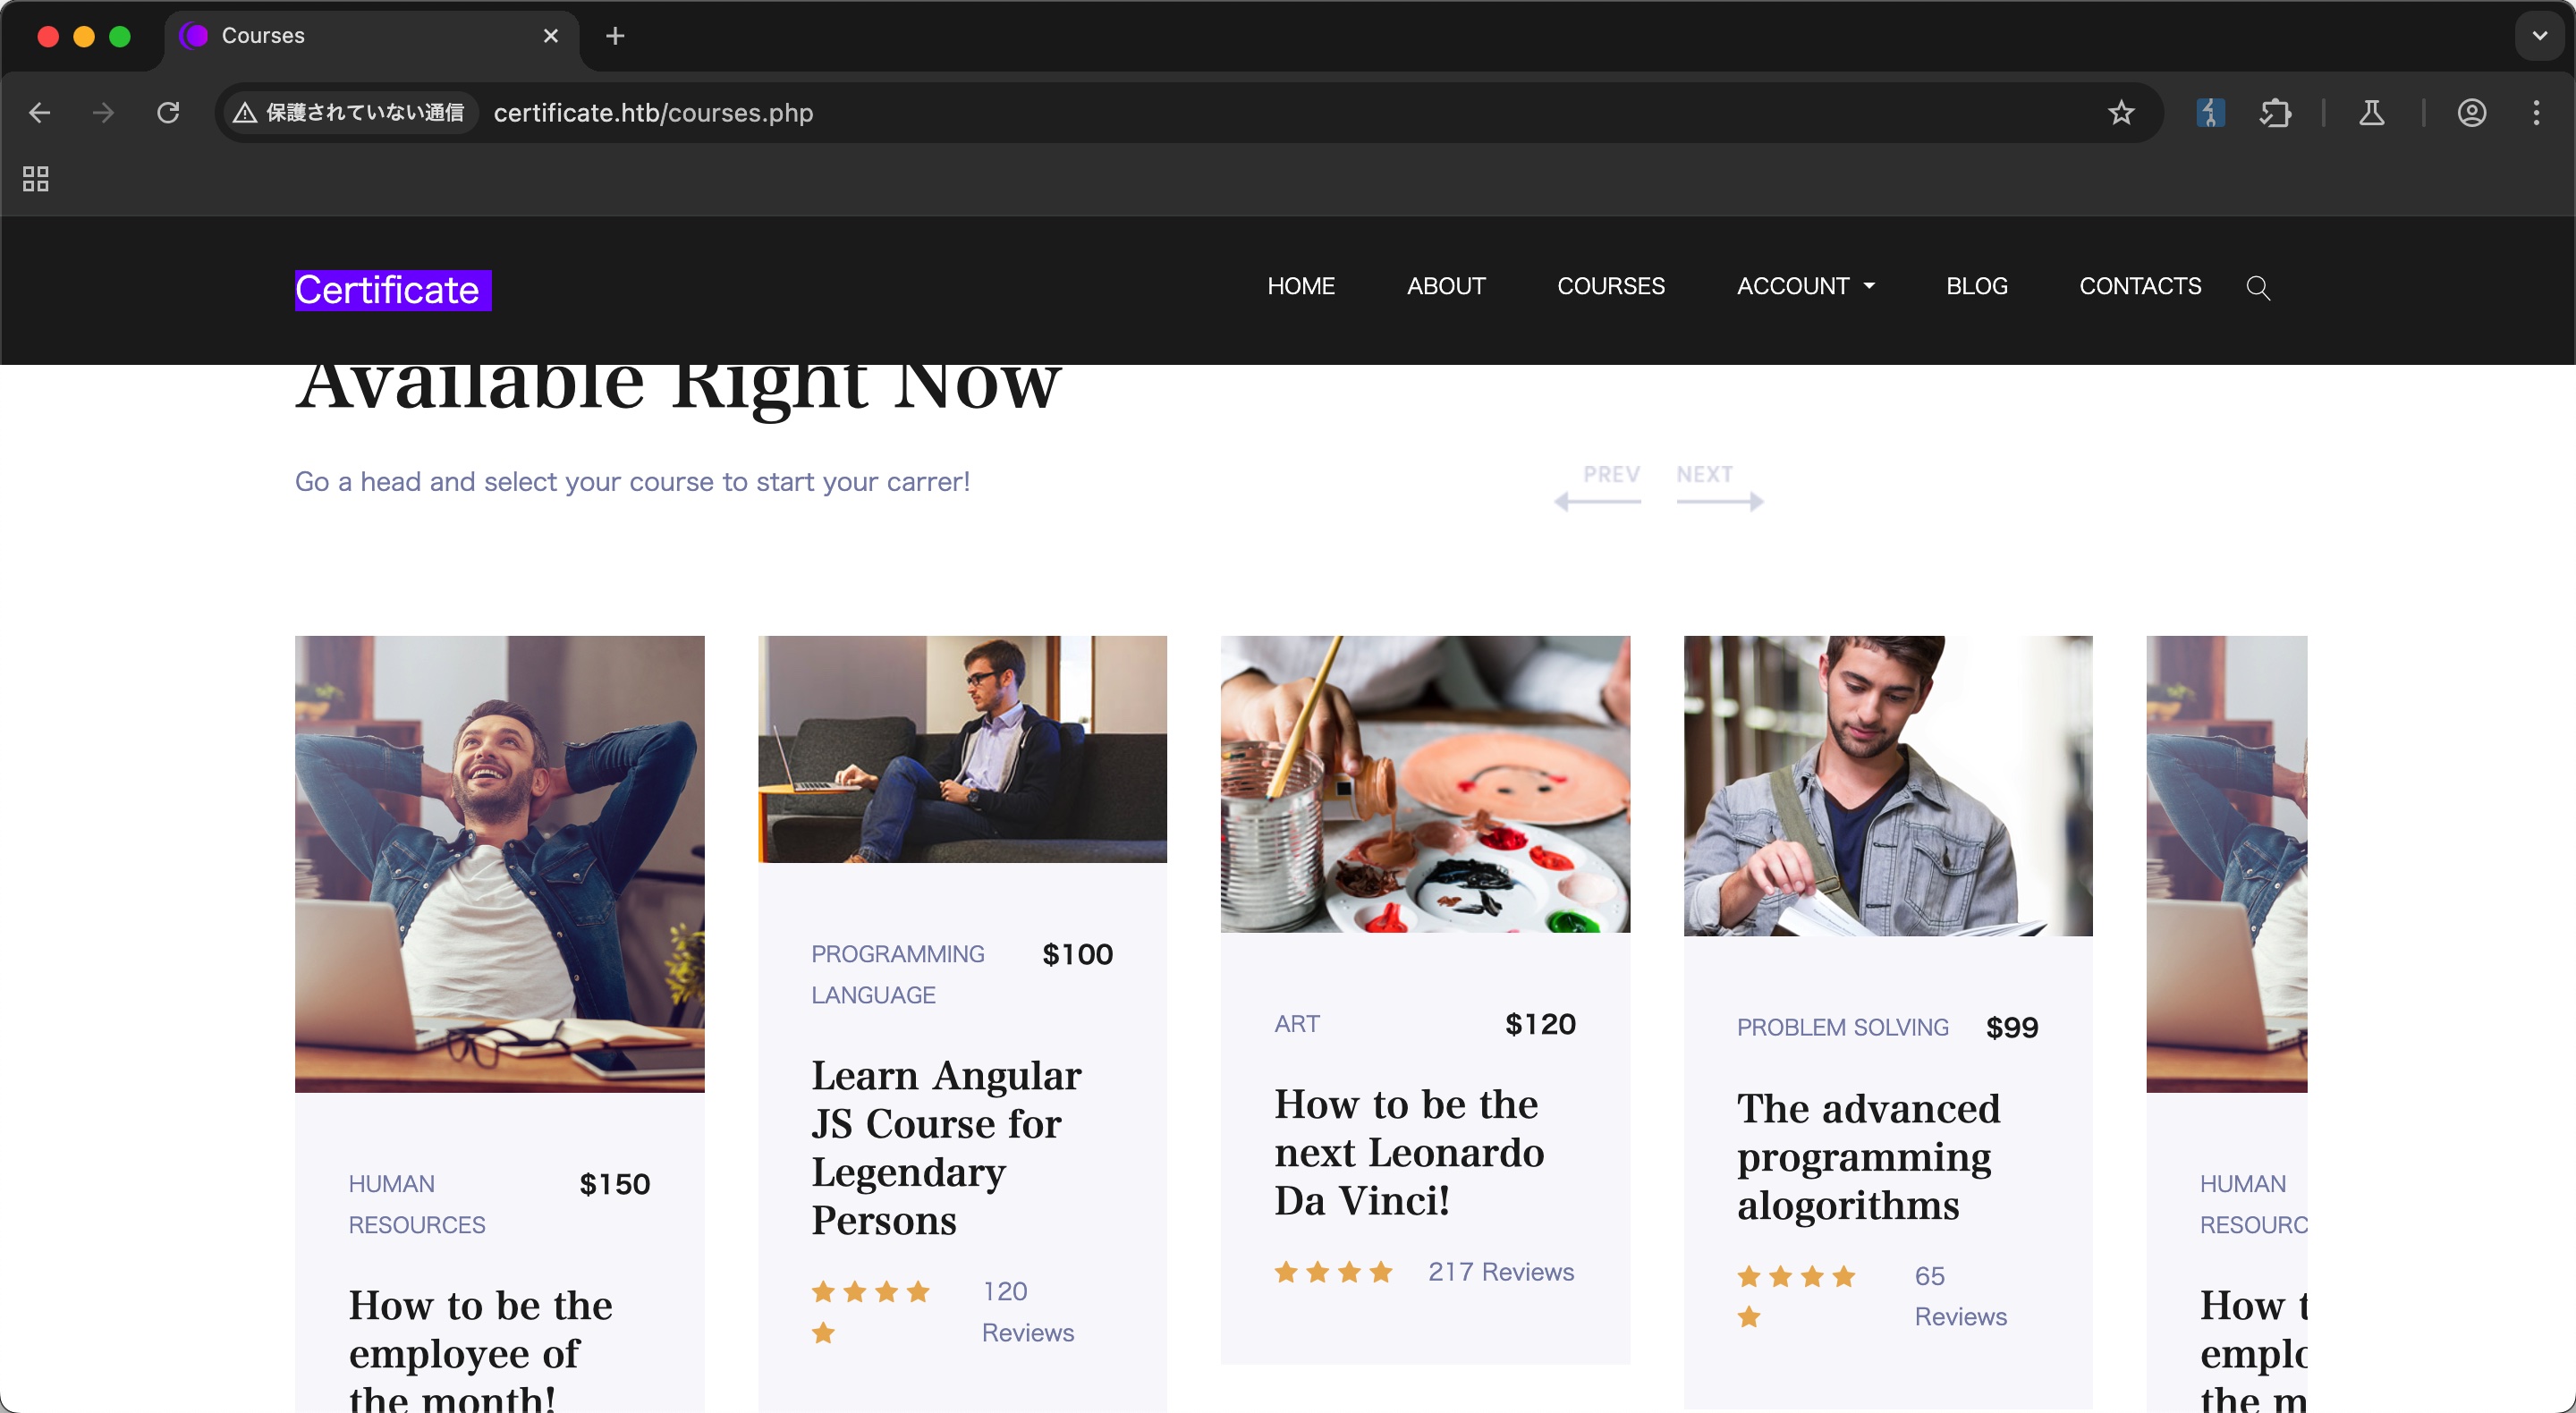 Courses
保護されていない通信 certificate.htb/courses.php
Certificate
HOME ABOUT COURSES ACCOUNT BLOG CONTACTS
Available Right Now
Go a head and select your course to start your carrer!
PREV NEXT
HUMAN RESOURCES $150
How to be the
employee of
the month!
PROGRAMMING LANGUAGE $100
Learn Angular
JS Course for
Legendary
Persons
120 Reviews
ART $120
How to be the
next Leonardo
Da Vinci!
217 Reviews
PROBLEM SOLVING $99
The advanced
programming
alogorithms
65 Reviews
HUMAN
RESOURC
How t
emplo
the m